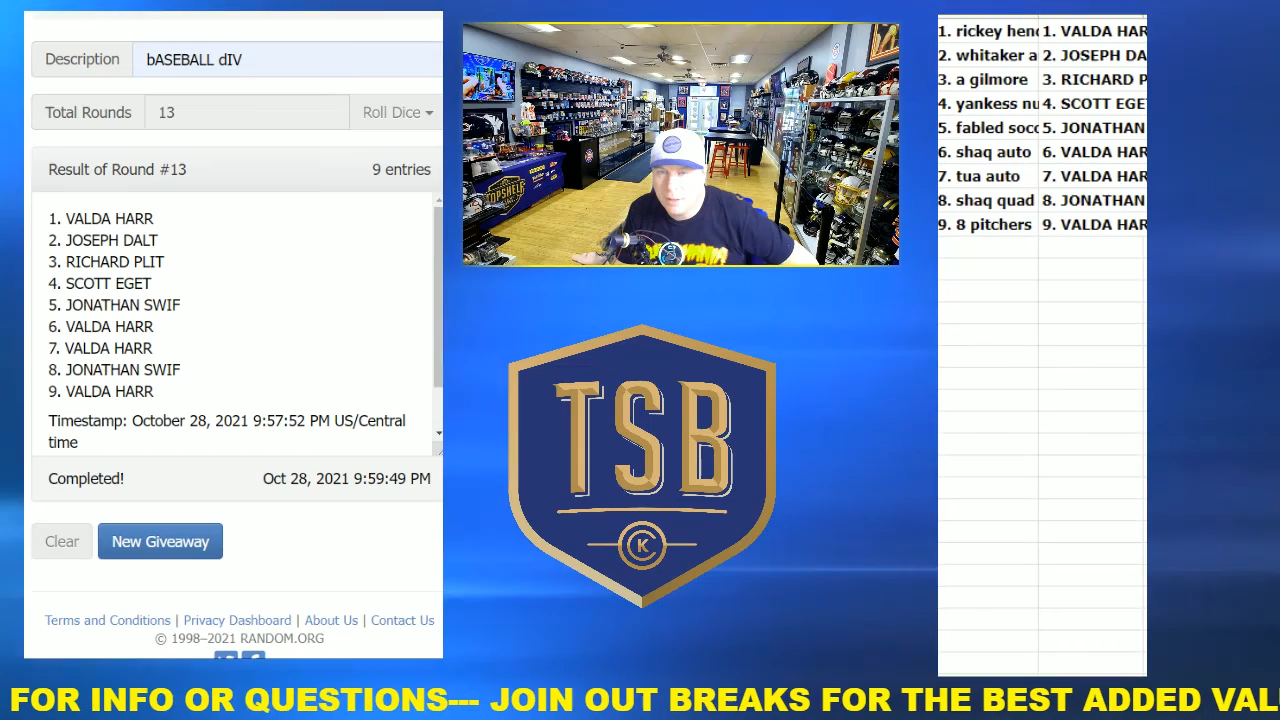 Description bASEBALL dIV
Total Rounds 13 Roll Dice
Result of Round #13 9 entries
1. VALDA HARR
2. JOSEPH DALT
3. RICHARD PLIT
4. SCOTT EGET
5. JONATHAN SWIF
6. VALDA HARR
7. VALDA HARR
8. JONATHAN SWIF
9. VALDA HARR
Timestamp: October 28, 2021 9:57:52 PM US/Central
time
Completed! Oct 28, 2021 9:59:49 PM
Clear New Giveaway
Terms and Conditions | Privacy Dashboard | About Us | Contact Us
© 1998–2021 RANDOM.ORG
TOPSHELF
TSB
K
1. rickey hen 1. VALDA HAR
2. whitaker a 2. JOSEPH DA
3. a gilmore 3. RICHARD P
4. yankess nu 4. SCOTT EGE
5. fabled socc 5. JONATHAN
6. shaq auto 6. VALDA HAR
7. tua auto 7. VALDA HAR
8. shaq quad 8. JONATHAN
9. 8 pitchers 9. VALDA HAR
FOR INFO OR QUESTIONS--- JOIN OUT BREAKS FOR THE BEST ADDED VAL